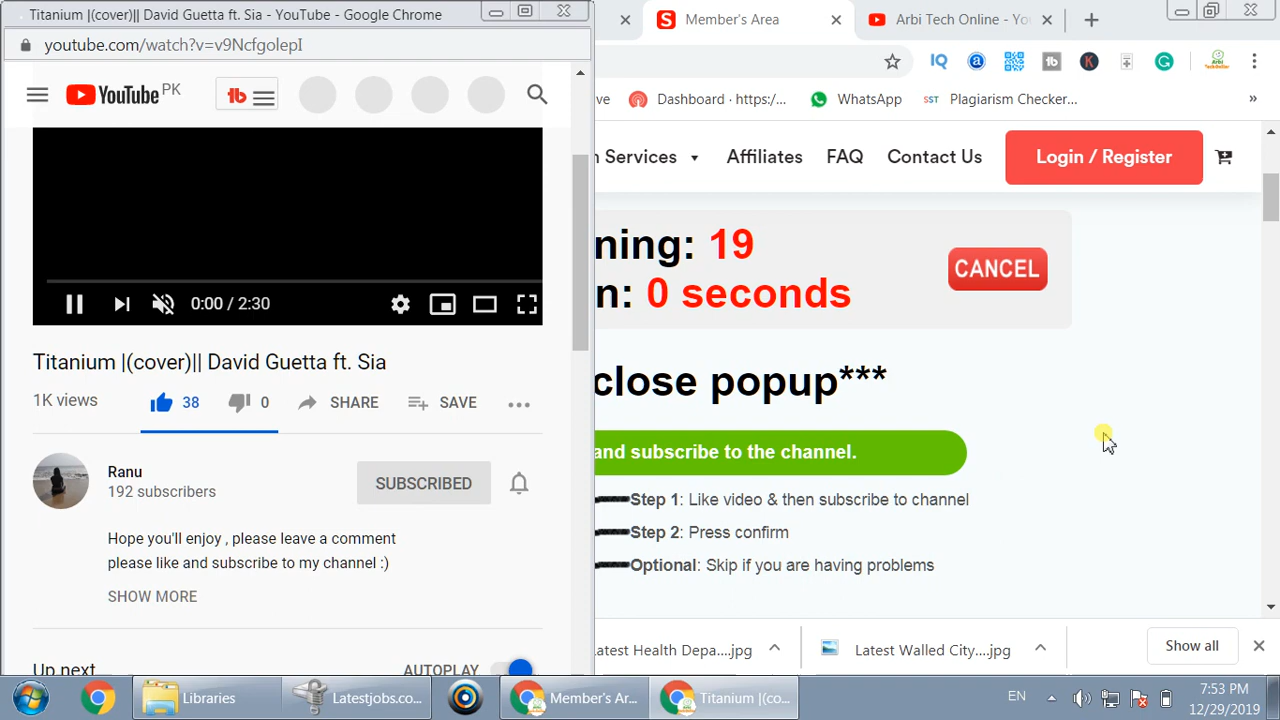 Titanium |(cover)|| David Guetta ft. Sia - YouTube - Google Chrome
youtube.com/watch?v=v9NcfgolepI
YouTube PK
0:00 / 2:30
Titanium |(cover)|| David Guetta ft. Sia
1K views
38
0
SHARE
SAVE
Ranu
192 subscribers
SUBSCRIBED
Hope you'll enjoy , please leave a comment
please like and subscribe to my channel :)
SHOW MORE
Up next
AUTOPLAY
Member's Area
Arbi Tech Online - Yo
Dashboard · https:/...
WhatsApp
SST
Plagiarism Checker...
»
Services
Affiliates
FAQ
Contact Us
Login / Register
ning: 19
n: 0 seconds
CANCEL
close popup***
and subscribe to the channel.
Step 1: Like video & then subscribe to channel
Step 2: Press confirm
Optional: Skip if you are having problems
atest Health Depa....jpg
Latest Walled City....jpg
Show all
Libraries
Latestjobs.co...
Member's Ar...
Titanium |(co...
EN
7:53 PM
12/29/2019